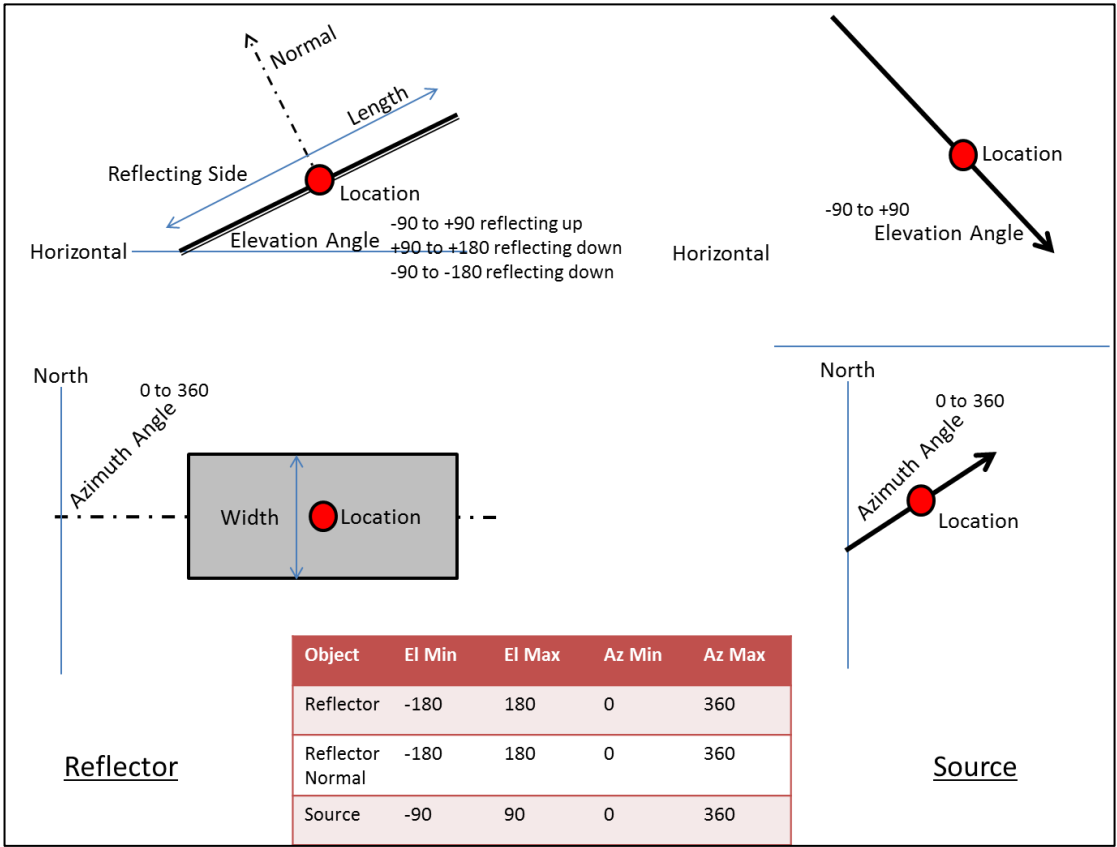 Normal
Length
Reflecting Side
Location
-90 to +90 reflecting up
Elevation Angle
+90 to +180 reflecting down
Horizontal
-90 to -180 reflecting down
Location
-90 to +90
Elevation Angle
Horizontal
North
0 to 360
Azimuth Angle
Width
Location
North
0 to 360
Azimuth Angle
Location
Object El Min El Max Az Min Az Max
Reflector -180 180 0 360
Reflector Normal -180 180 0 360
Source -90 90 0 360
Reflector
Source